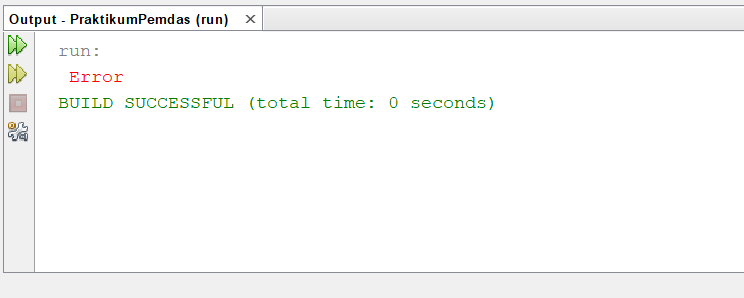 Output - PraktikumPemdas (run)
run:
Error
BUILD SUCCESSFUL (total time: 0 seconds)